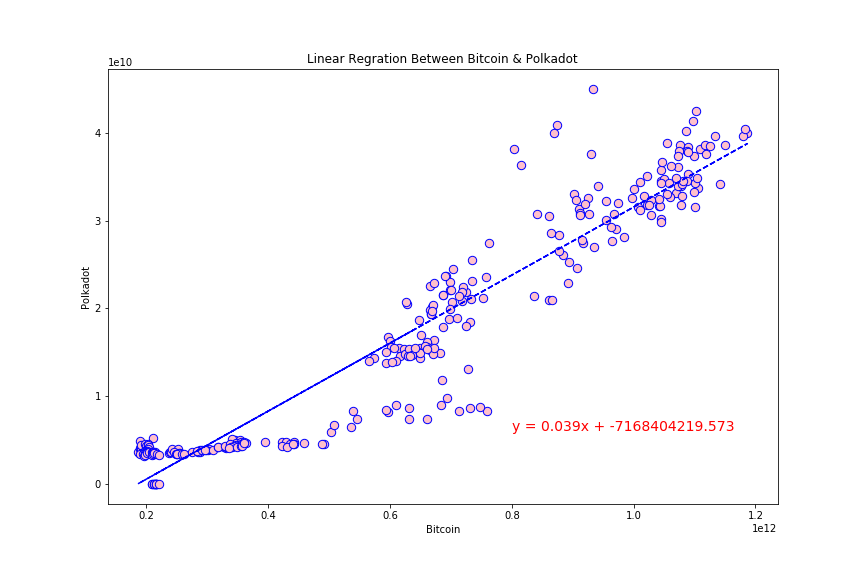 Linear Regration Between Bitcoin & Polkadot
1e10
4
3
2
1
0
Polkadot
y = 0.039x + -7168404219.573
0.2 0.4 0.6 0.8 1.0 1.2
Bitcoin
1e12